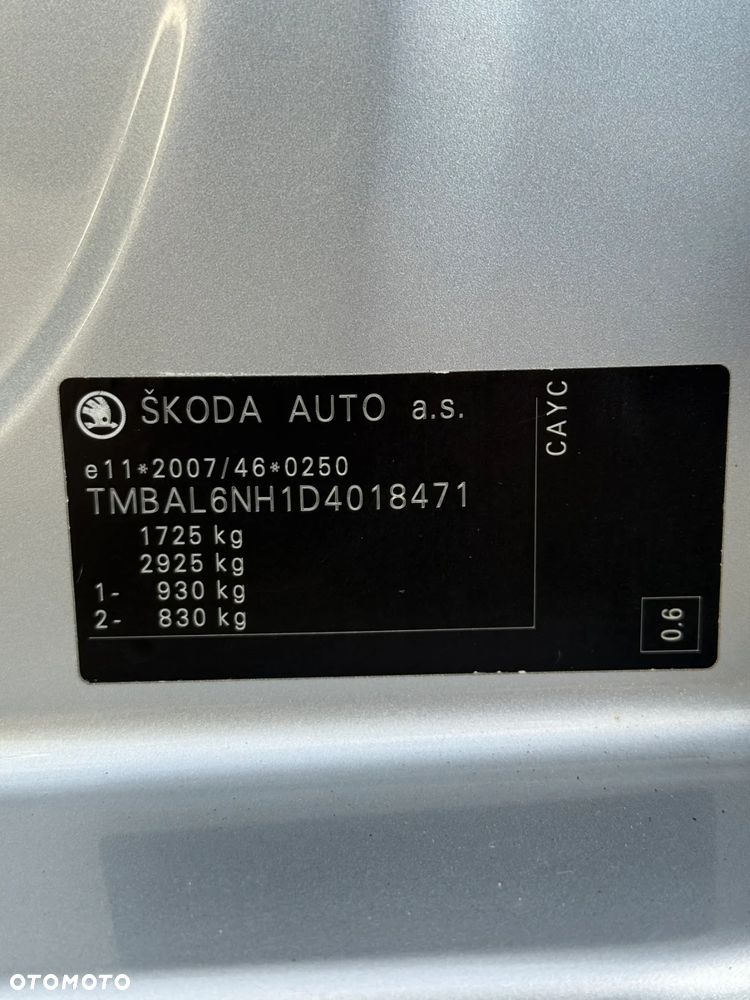 ŠKODA AUTO a.s.
e11*2007/46*0250
TMBAL6NH1D4018471
1725 kg
2925 kg
1- 930 kg
2- 830 kg
CAYC
0.6
OTOMOTO